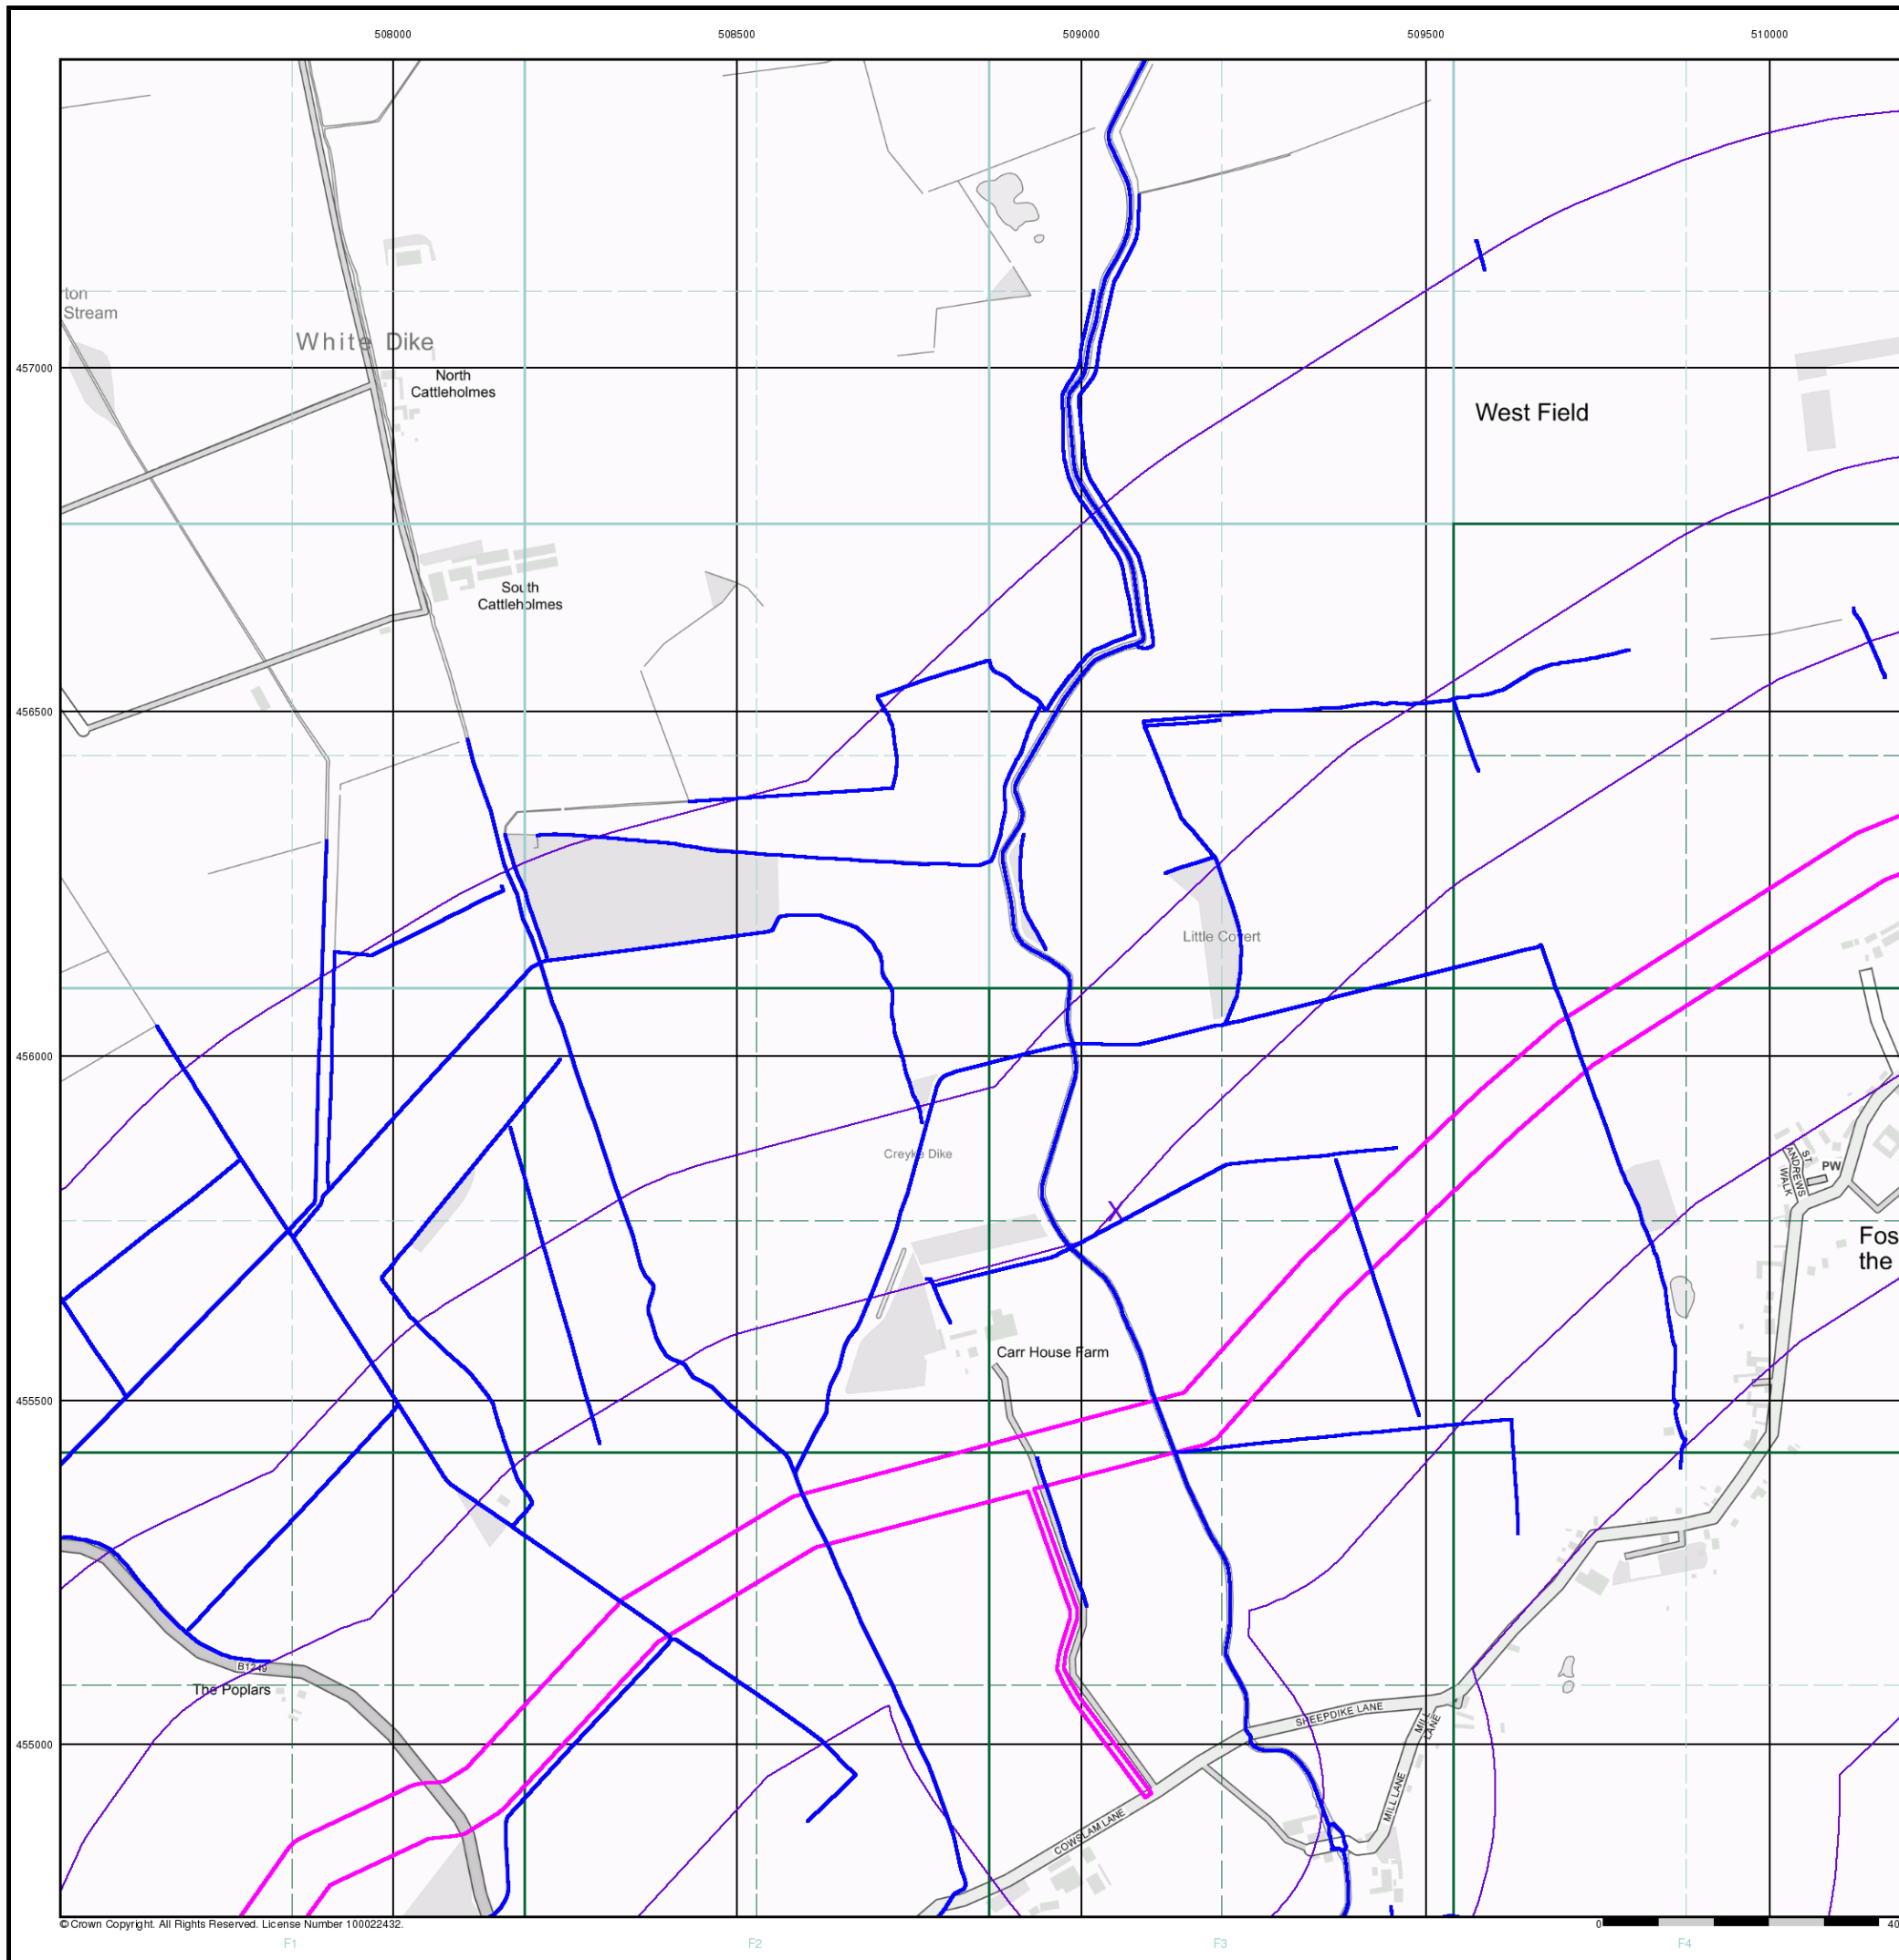 508000 508500 509000 509500 510000
ton
Stream
White Dike
457000
North
Cattleholmes
West Field
South
Cattleholmes
456500
Little Covert
456000
Creyke Dike
ST
ANDREWS
WALK
PW
Fos
the
Carr House Farm
455500
B1249
The Poplars
SHEEPDIKE LANE
MILL
LANE
455000
MILL LANE
COWSLAM LANE
© Crown Copyright. All Rights Reserved. License Number 100022432.
0 40
F1 F2 F3 F4